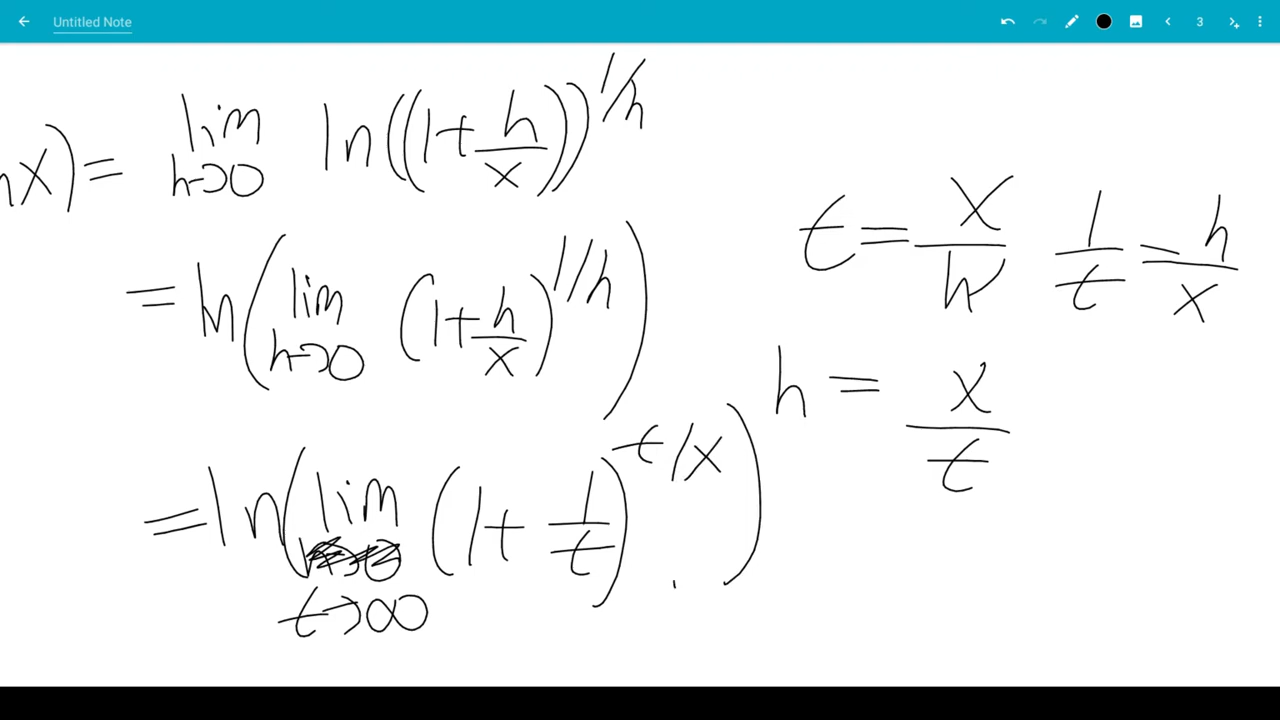 Untitled Note
3
nx) = lim h→0 ln((1+h/x))^1/h
= ln(lim h→0 (1+h/x)^1/h)
= ln(lim t→∞ (1+1/t)^t/x)
t = x/h 1/t = h/x
h = x/t